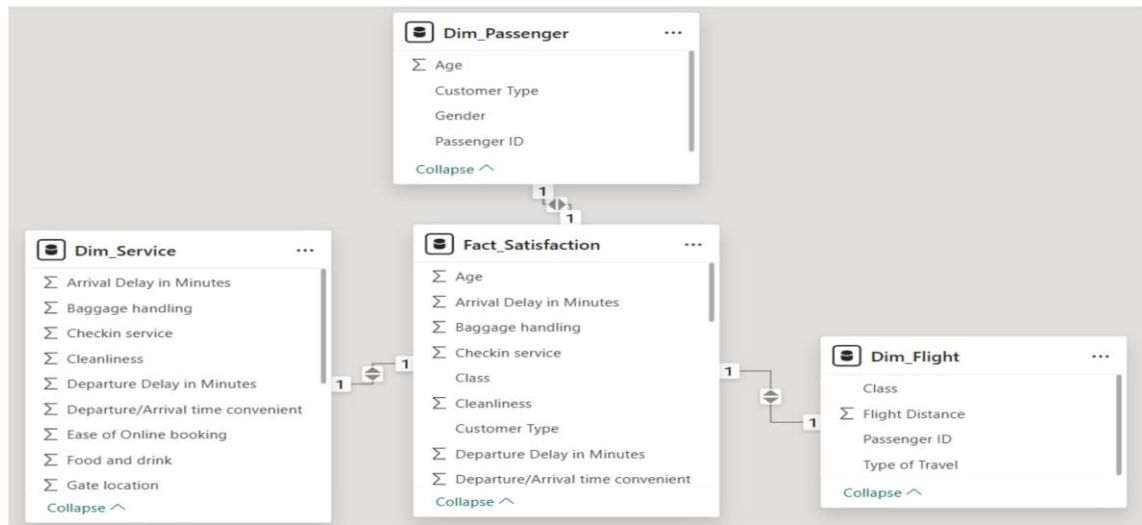 Dim_Passenger
Σ Age
Customer Type
Gender
Passenger ID
Collapse
1
1
Dim_Service
Σ Arrival Delay in Minutes
Σ Baggage handling
Σ Checkin service
Σ Cleanliness
Σ Departure Delay in Minutes
Σ Departure/Arrival time convenient
Σ Ease of Online booking
Σ Food and drink
Σ Gate location
Collapse
1
1
Fact_Satisfaction
Σ Age
Σ Arrival Delay in Minutes
Σ Baggage handling
Σ Checkin service
Class
Σ Cleanliness
Customer Type
Σ Departure Delay in Minutes
Σ Departure/Arrival time convenient
Collapse
1
1
Dim_Flight
Class
Σ Flight Distance
Passenger ID
Type of Travel
Collapse